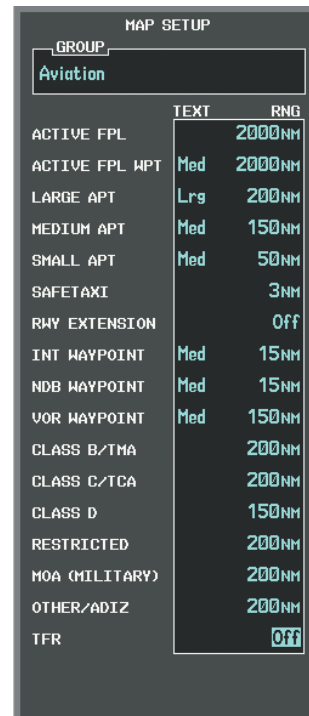 MAP SETUP
GROUP
Aviation
TEXT RNG
ACTIVE FPL 2000NM
ACTIVE FPL WPT Med 2000NM
LARGE APT Lrg 200NM
MEDIUM APT Med 150NM
SMALL APT Med 50NM
SAFETAXI 3NM
RWY EXTENSION Off
INT WAYPOINT Med 15NM
NDB WAYPOINT Med 15NM
VOR WAYPOINT Med 150NM
CLASS B/TMA 200NM
CLASS C/TCA 200NM
CLASS D 150NM
RESTRICTED 200NM
MOA (MILITARY) 200NM
OTHER/ADIZ 200NM
TFR Off